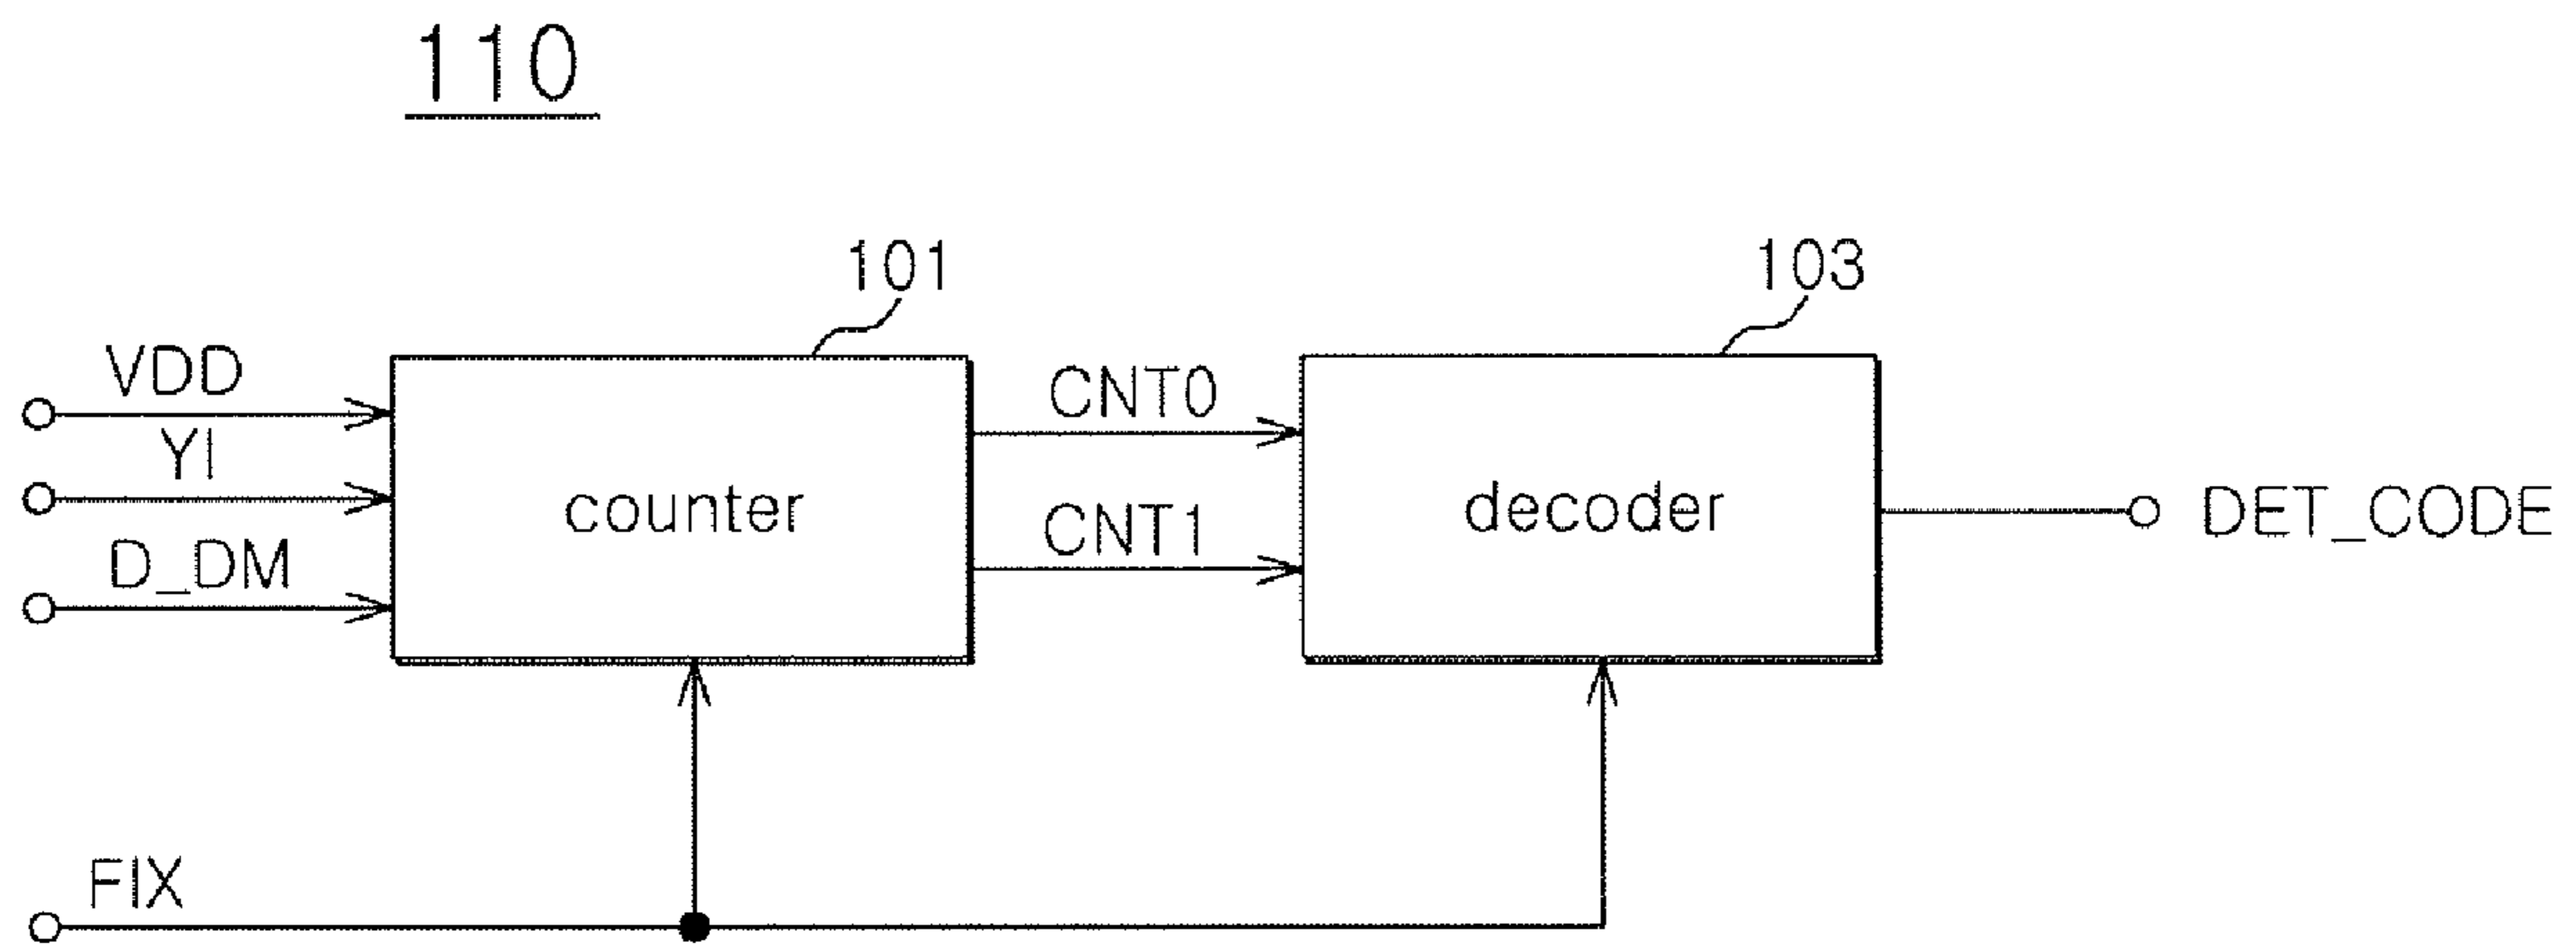 110
101
103
VDD
YI
D_DM
counter
CNT0
CNT1
decoder
DET_CODE
FIX